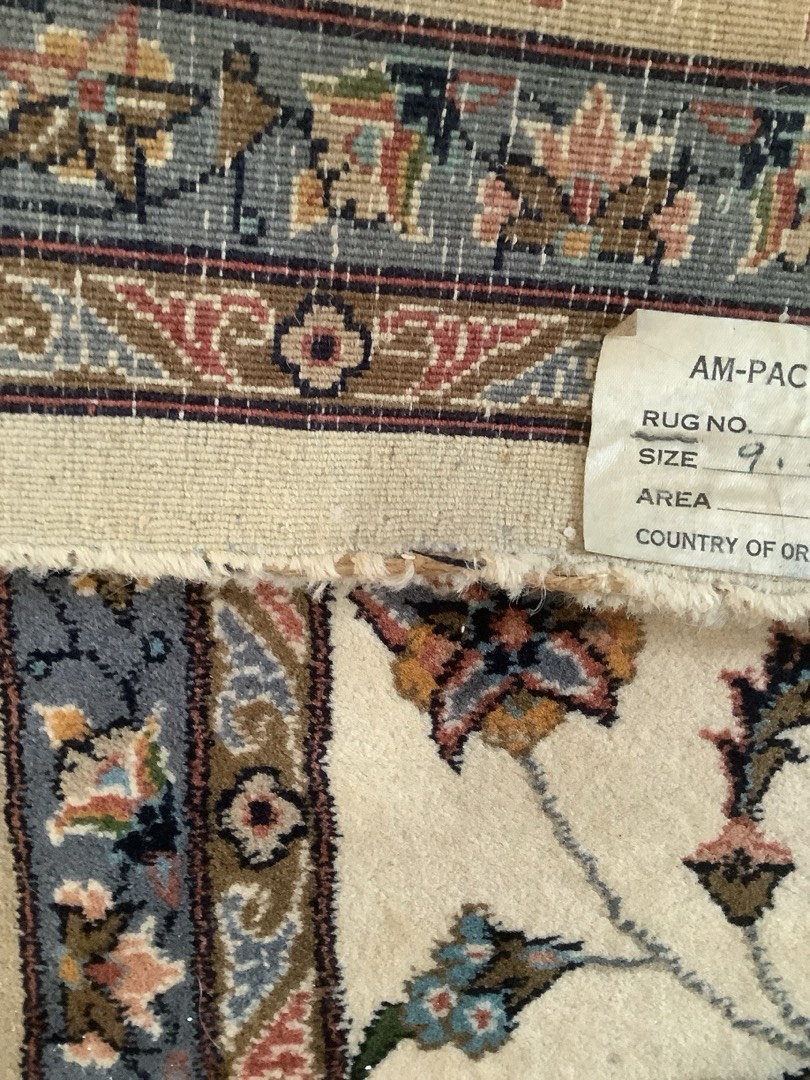 AM-PAC
RUG NO.
SIZE 9.
AREA
COUNTRY OF OR